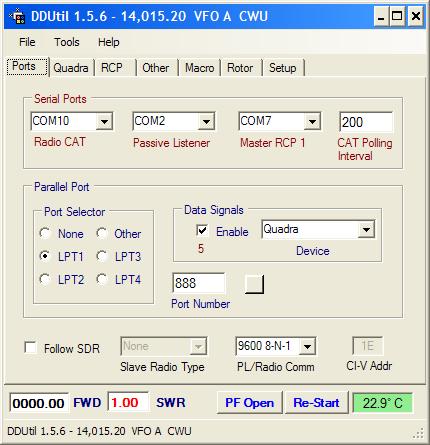 DDUtil 1.5.6 - 14,015.20 VFO A CWU
File Tools Help
Ports Quadra RCP Other Macro Rotor Setup
Serial Ports
COM10 COM2 COM7 200
Radio CAT Passive Listener Master RCP 1 CAT Polling Interval
Parallel Port
Port Selector
None Other
LPT1 LPT3
LPT2 LPT4
Data Signals
Enable Quadra
5 Device
888
Port Number
Follow SDR None 9600 8-N-1 1E
Slave Radio Type PL/Radio Comm CI-V Addr
0000.00 FWD 1.00 SWR PF Open Re-Start 22.9° C
DDUtil 1.5.6 - 14,015.20 VFO A CWU